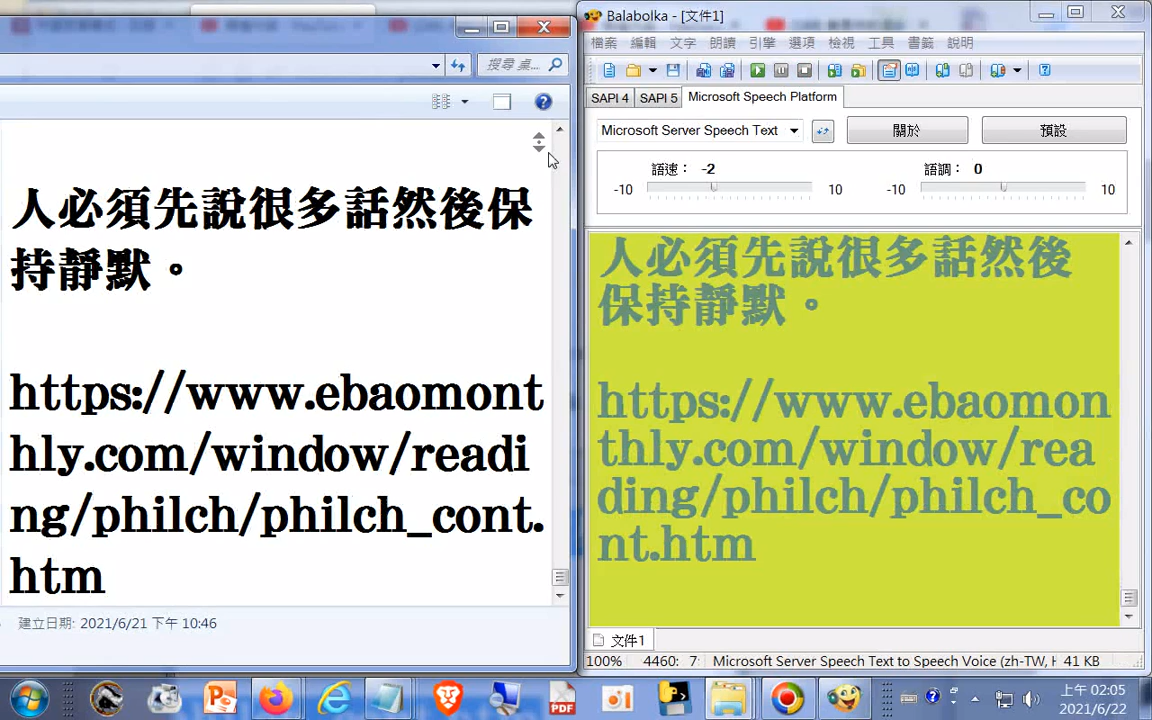 搜尋 桌...
人必須先說很多話然後保
持靜默。
https://www.ebaomont
hly.com/window/readi
ng/philch/philch_cont.
htm
建立日期: 2021/6/21 下午 10:46
Balabolka - [文件1]
檔案 編輯 文字 朗讀 引擎 選項 檢視 工具 書籤 說明
SAPI 4 SAPI 5 Microsoft Speech Platform
Microsoft Server Speech Text 關於 預設
語速： -2 語調： 0
-10 10 -10 10
人必須先說很多話然後
保持靜默。
https://www.ebaomon
thly.com/window/rea
ding/philch/philch_co
nt.htm
文件1
100% 4460: 7 Microsoft Server Speech Text to Speech Voice (zh-TW, H 41 KB
PDF
上午 02:05
2021/6/22